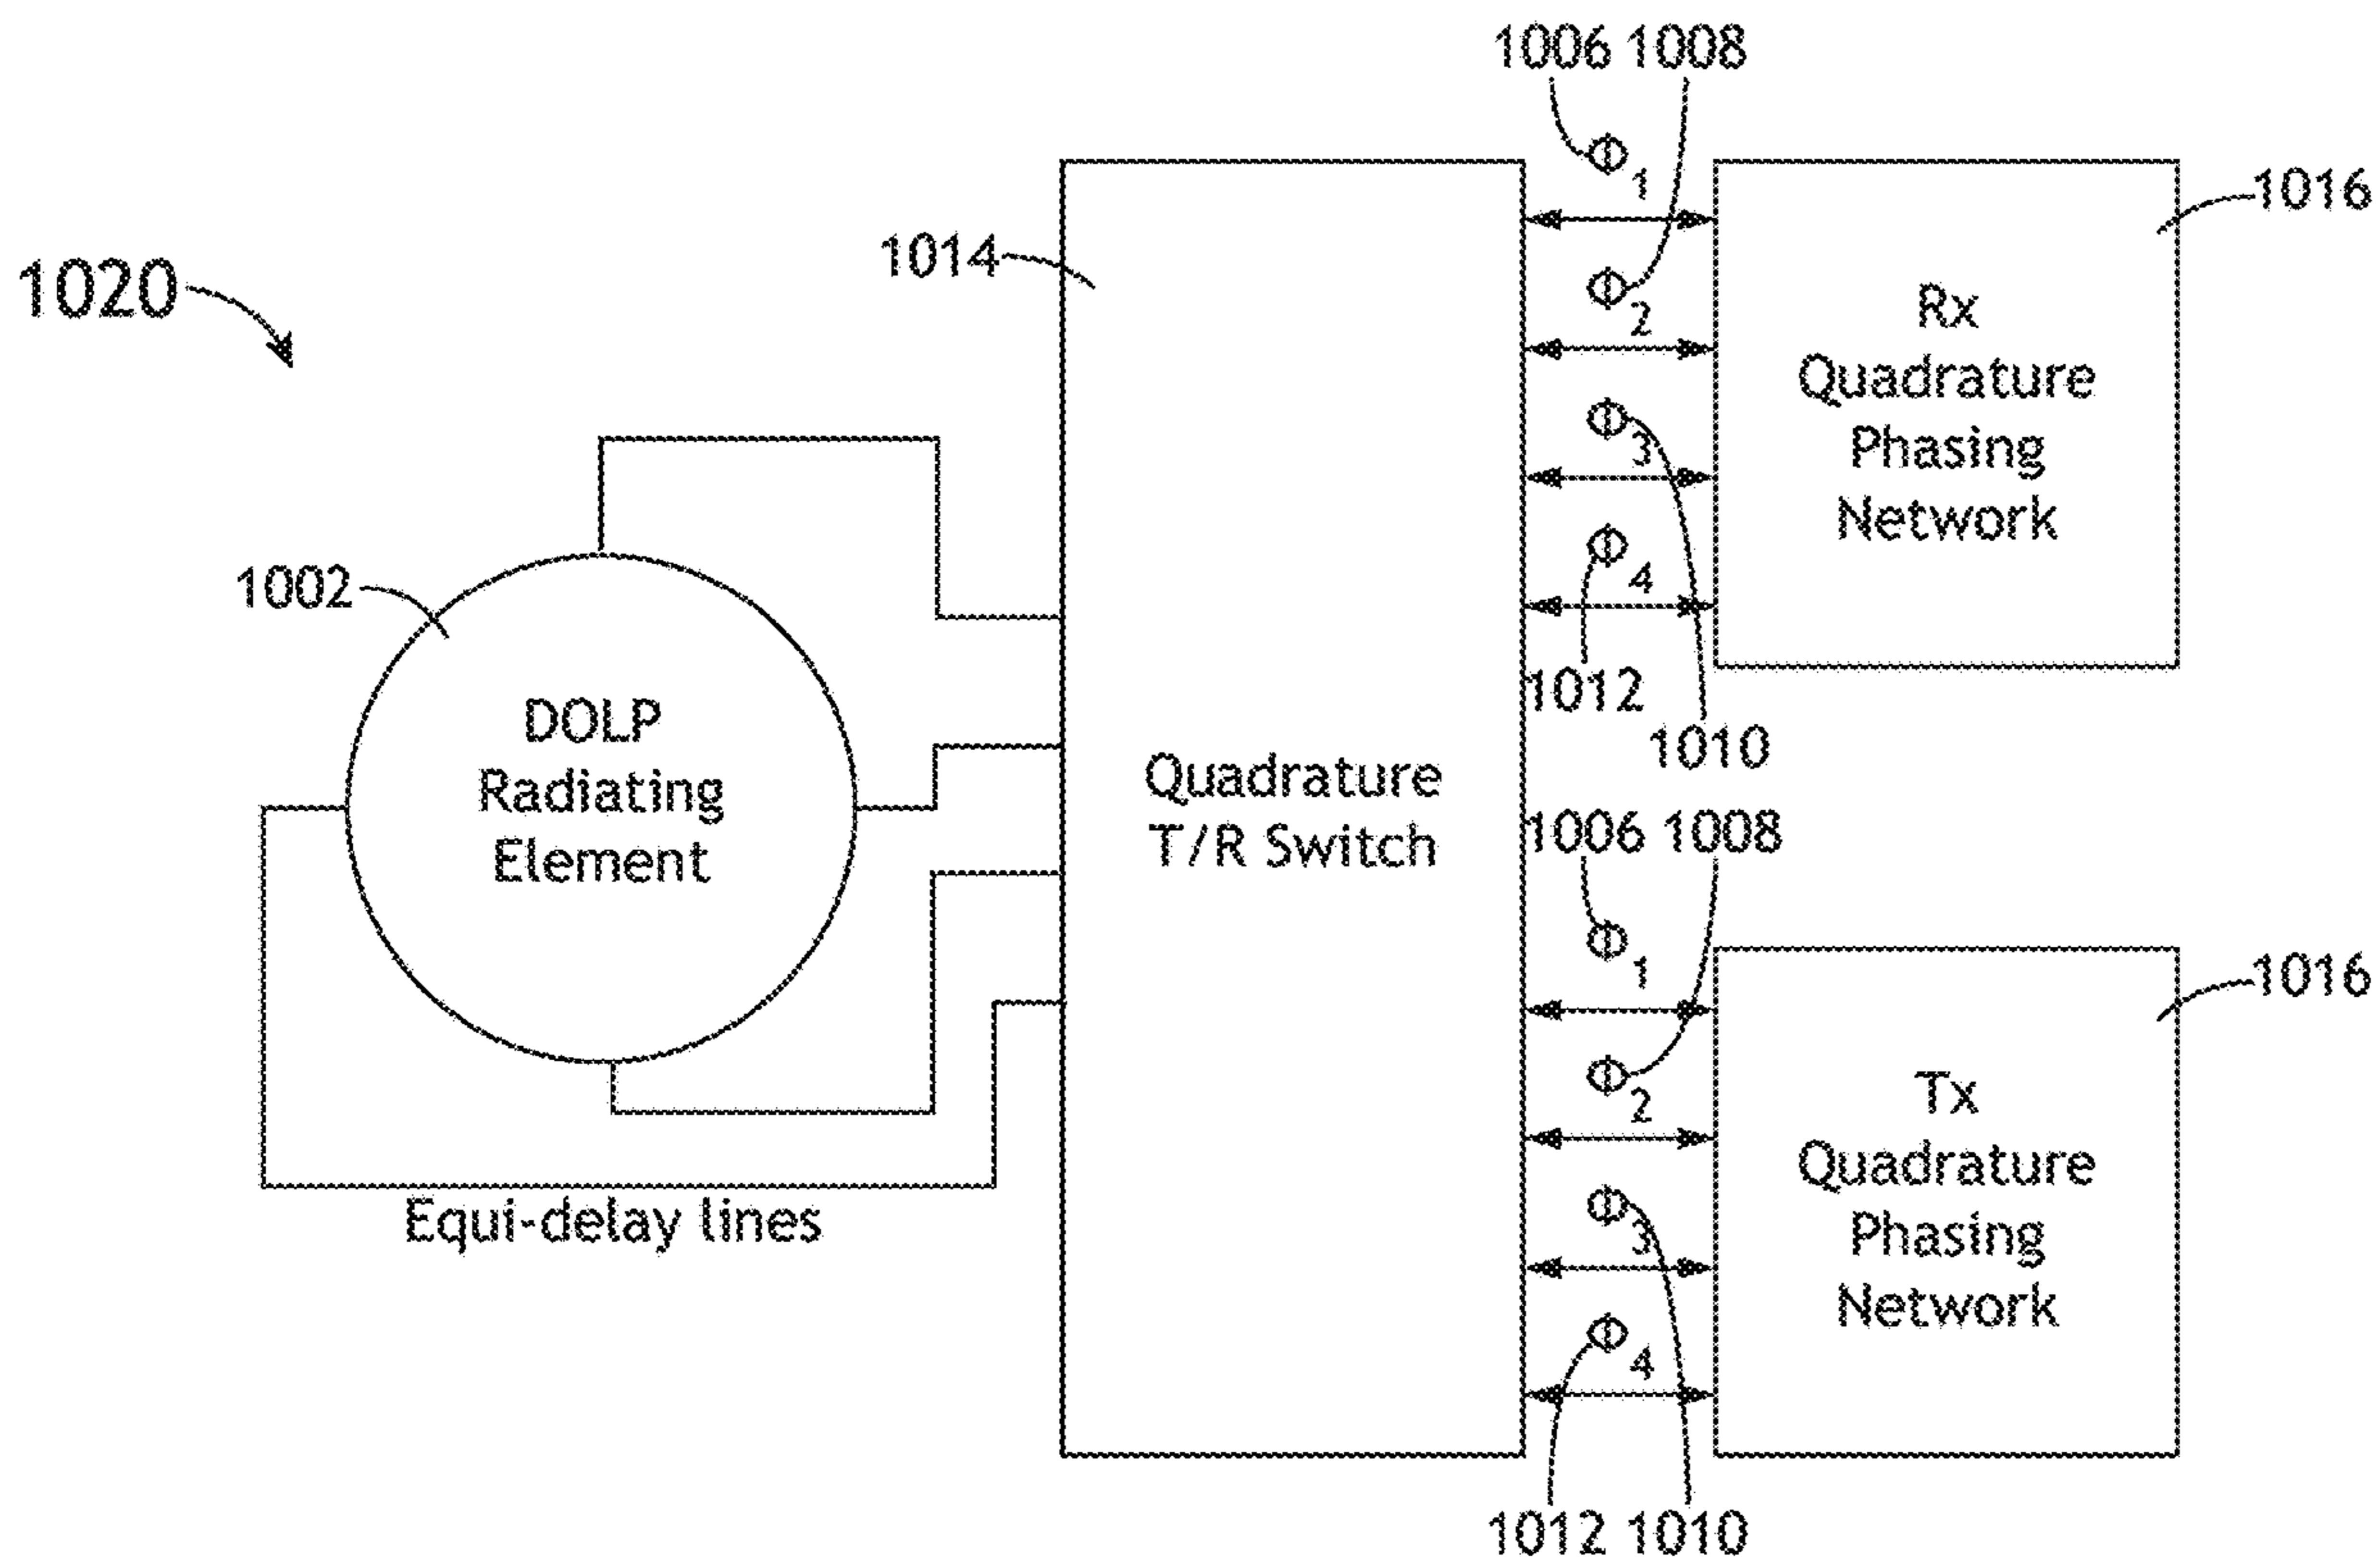 1006 1008
Φ1
1016
1014
1020
Φ2
Rx
Quadrature
Phasing
Network
Φ3
Φ4
1002
1012
1010
DOLP
Radiating
Element
Quadrature
T/R Switch
1006 1008
Φ1
1016
Φ2
Tx
Quadrature
Phasing
Network
Φ3
Equi-delay lines
Φ4
1012 1010